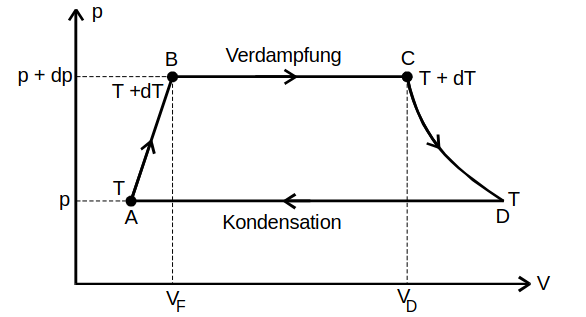 p
B
Verdampfung
C
p + dp
T +dT
T + dT
T
p
A
Kondensation
T
D
V
V_F
V_D